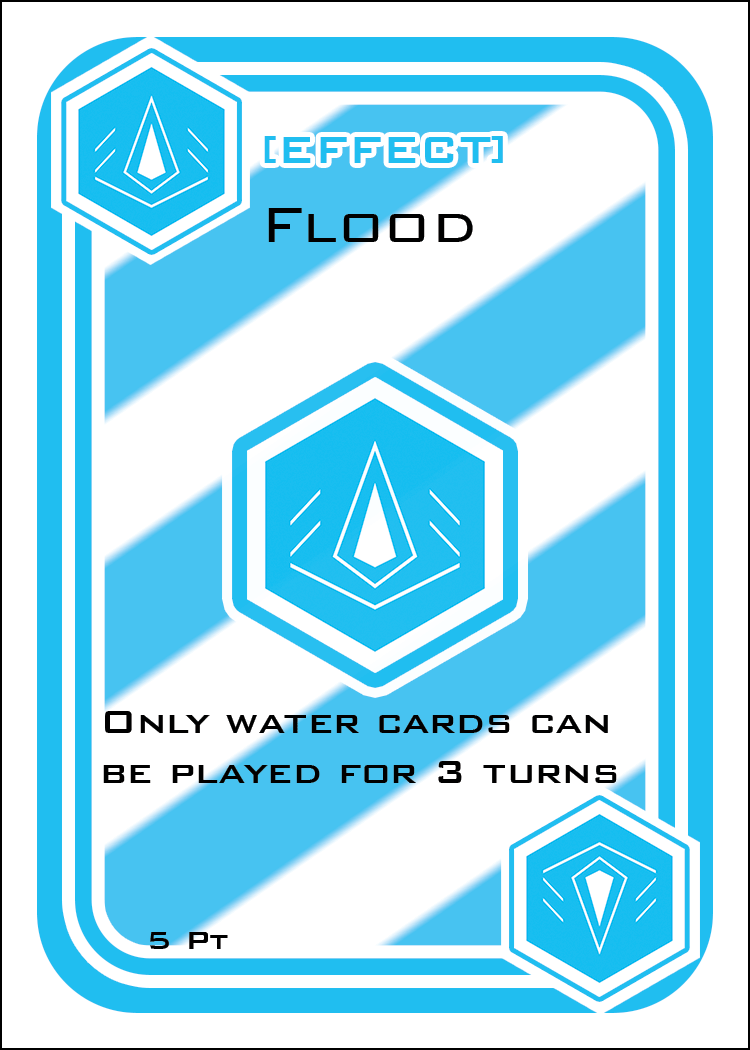 [EFFECT]
Flood
Only water cards can
be played for 3 turns
5 Pt